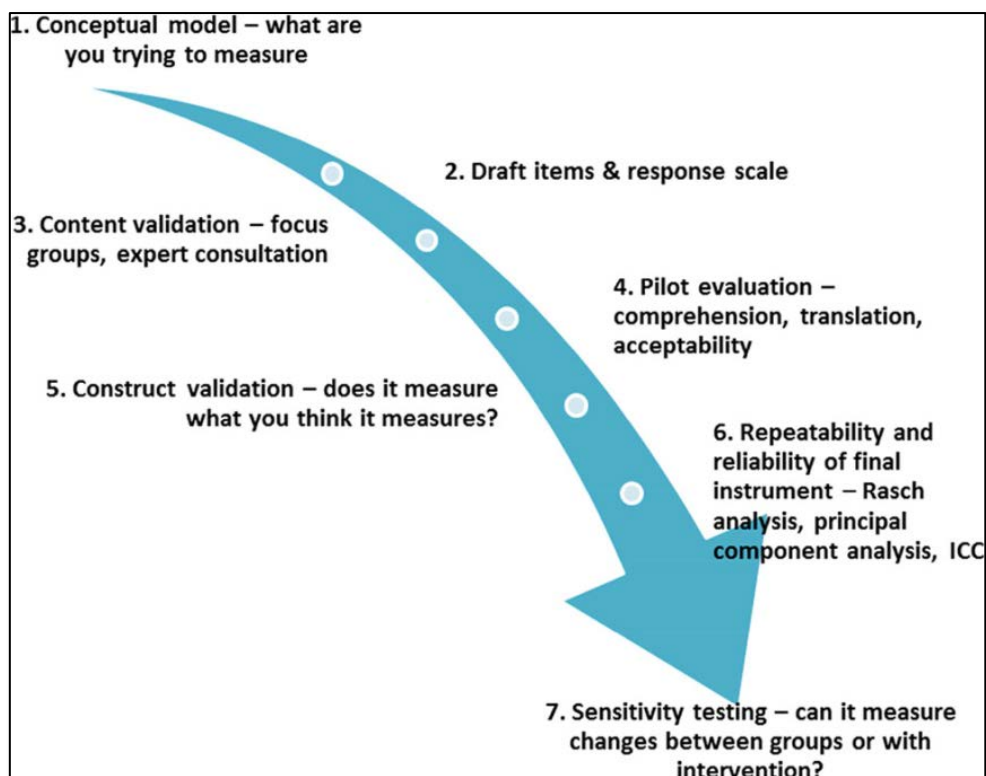 1. Conceptual model – what are
you trying to measure
2. Draft items & response scale
3. Content validation – focus
groups, expert consultation
4. Pilot evaluation –
comprehension, translation,
acceptability
5. Construct validation – does it measure
what you think it measures?
6. Repeatability and
reliability of final
instrument – Rasch
analysis, principal
component analysis, ICC
7. Sensitivity testing – can it measure
changes between groups or with
intervention?